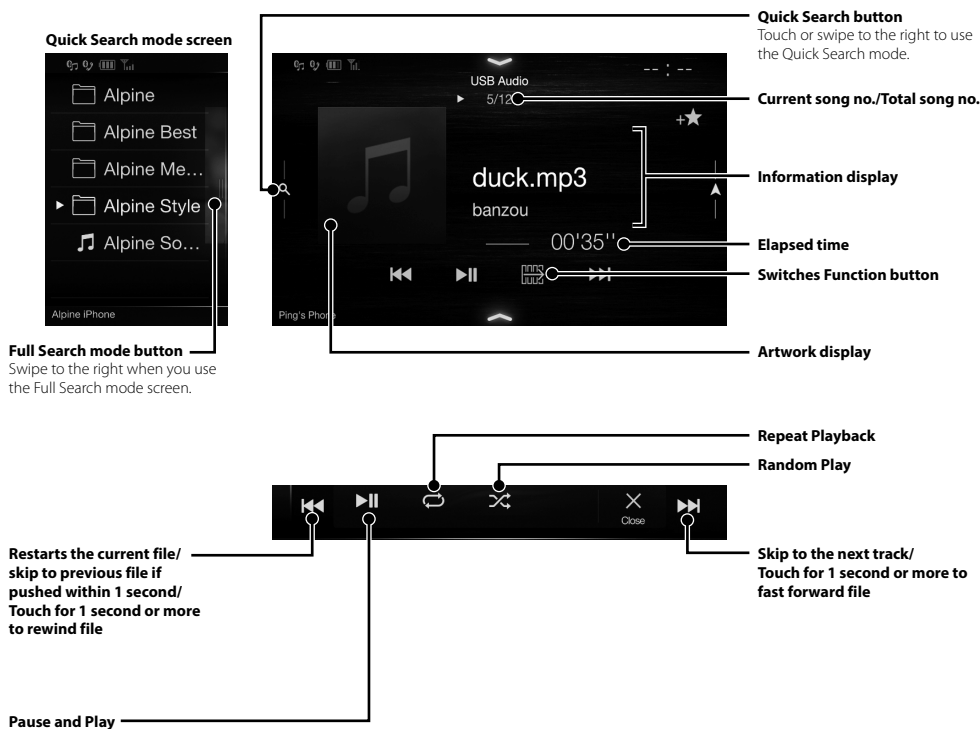 Quick Search mode screen
Alpine
Alpine Best
Alpine Me...
Alpine Style
Alpine So...
Alpine iPhone
Full Search mode button
Swipe to the right when you use
the Full Search mode screen.
USB Audio
5/12
-- : --
duck.mp3
banzou
00'35''
Ping's Phone
Quick Search button
Touch or swipe to the right to use
the Quick Search mode.
Current song no./Total song no.
Information display
Elapsed time
Switches Function button
Artwork display
Repeat Playback
Random Play
Close
Restarts the current file/
skip to previous file if
pushed within 1 second/
Touch for 1 second or more
to rewind file
Skip to the next track/
Touch for 1 second or more to
fast forward file
Pause and Play